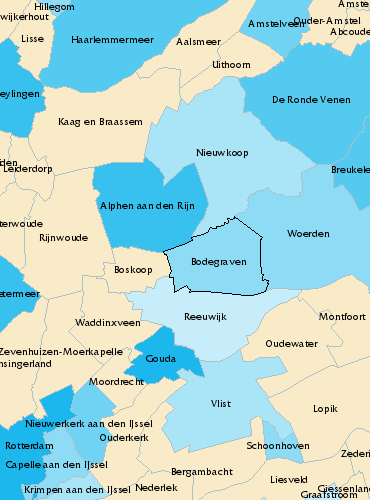 Hillegom
wijkerhout
Lisse
Haarlemmermeer
Aalsmeer
Amstelveen
Amste
Ouder-Amstel
Abcoude
Uithoorn
eylingen
De Ronde Venen
Kaag en Braassem
Nieuwkoop
den
Leiderdorp
Breukele
Alphen aan den Rijn
terwoude
Rijnwoude
Woerden
Bodegraven
Boskoop
etermeer
Reeuwijk
Waddinxveen
Montfoort
Oudewater
Zevenhuizen-Moerkapelle
nsingerland
Gouda
Moordrecht
Vlist
Lopik
Nieuwerkerk aan den IJssel
Ouderkerk
Rotterdam
Schoonhoven
Capelle aan den IJssel
Zederi
Bergambacht
Krimpen aan den IJssel
Nederlek
Liesveld
Giessenlan
Graafstroom